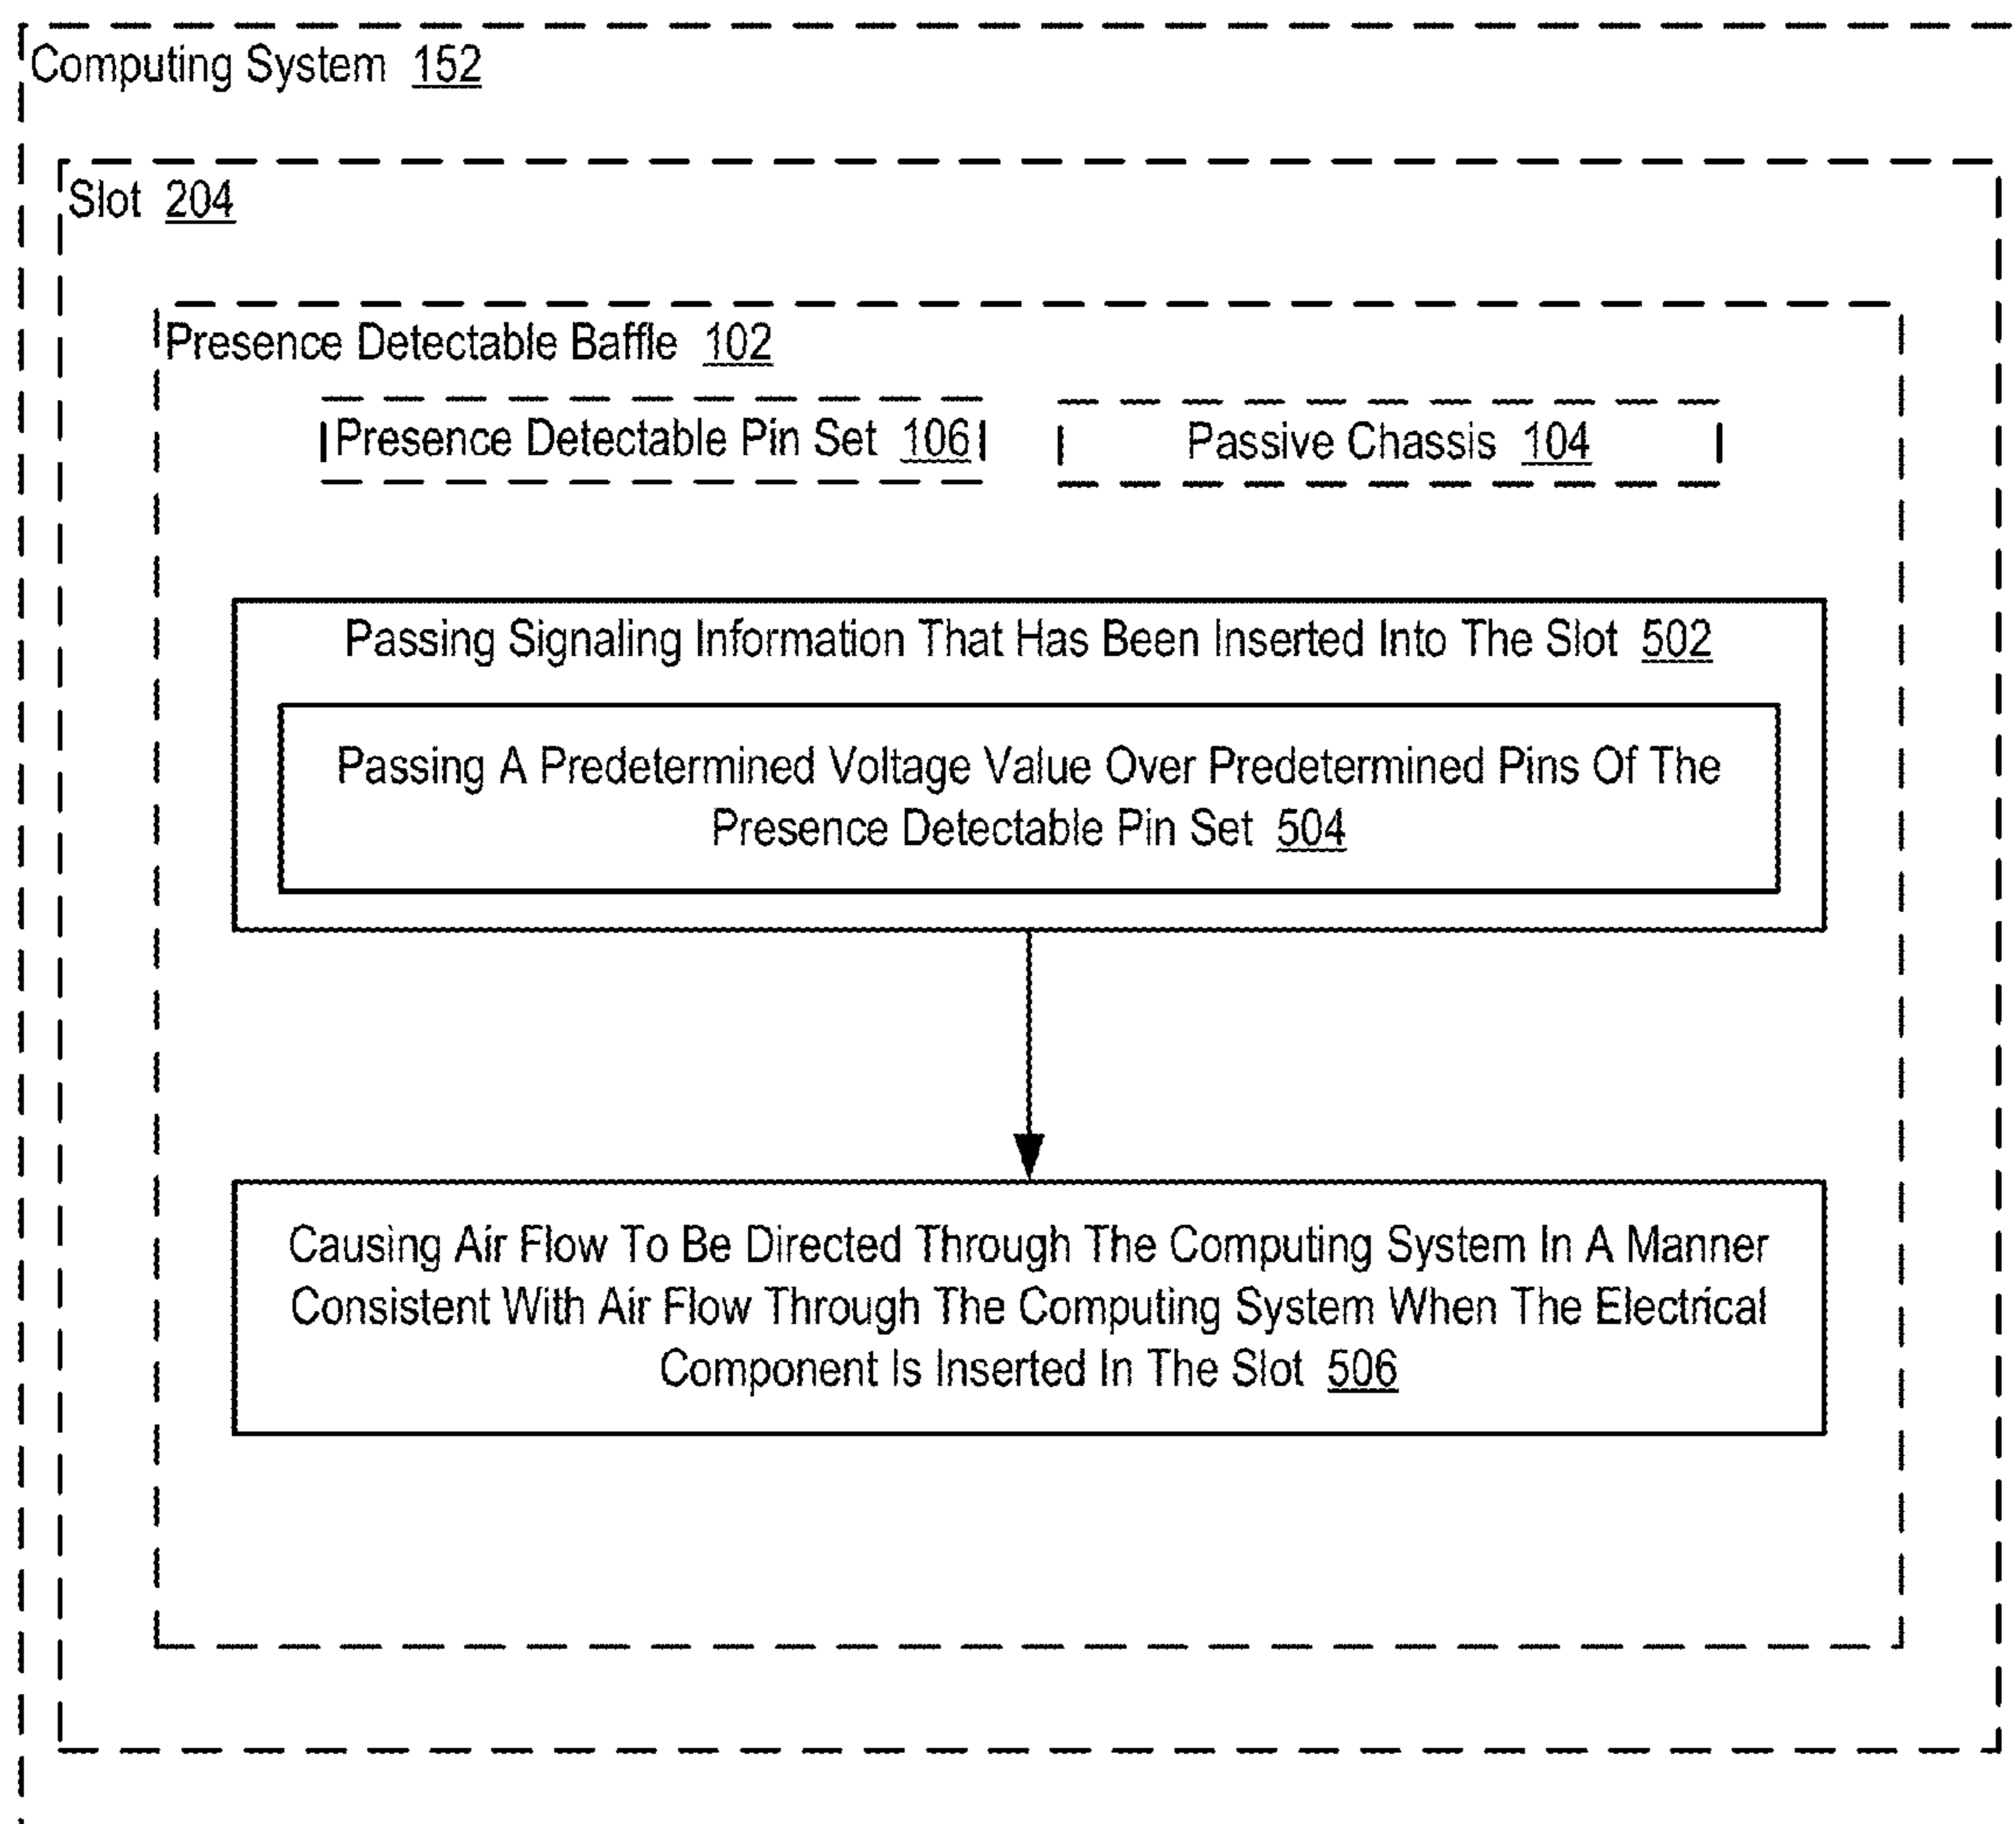 Computing System 152
Slot 204
Presence Detectable Baffle 102
Presence Detectable Pin Set 106
Passive Chassis 104
Passing Signaling Information That Has Been Inserted Into The Slot 502
Passing A Predetermined Voltage Value Over Predetermined Pins Of The
Presence Detectable Pin Set 504
Causing Air Flow To Be Directed Through The Computing System In A Manner
Consistent With Air Flow Through The Computing System When The Electrical
Component Is Inserted In The Slot 506